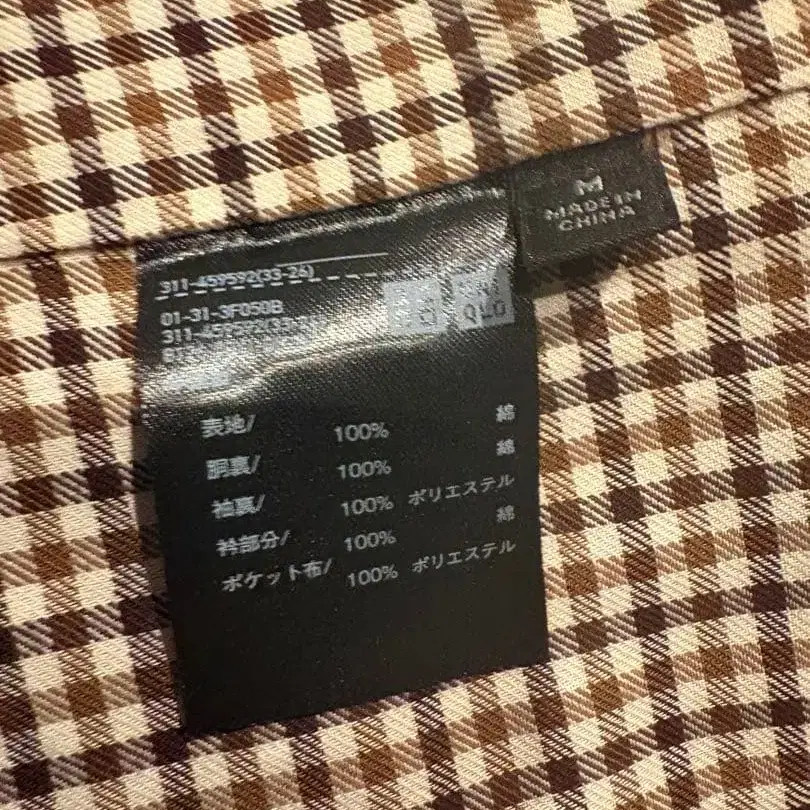 M
MADE IN
CHINA
311-459592(33-26)
01-31-3F050B
311-459592(33-26)
UNI
QLO
表地/ 100% 綿
胴裏/ 100% 綿
袖裏/ 100% ポリエステル
衿部分/ 100% 綿
ポケット布/ 100% ポリエステル